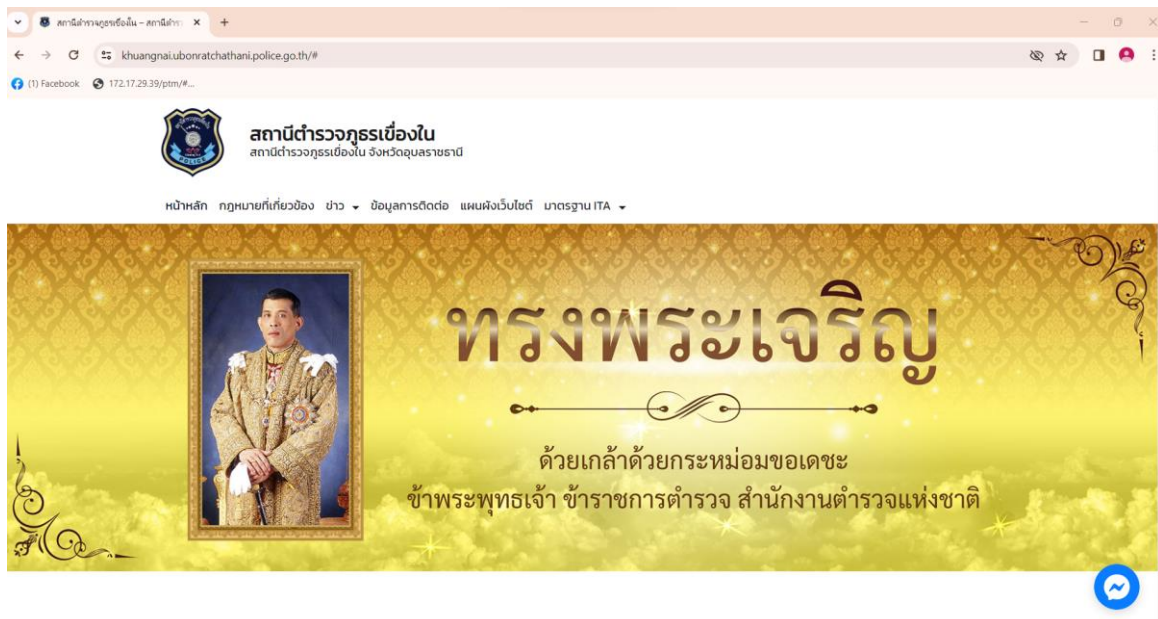 สถานีตำรวจภูธรเขื่องใน – สถานีตำรว
khuangnai.ubonratchathani.police.go.th/#
(1) Facebook 172.17.29.39/ptm/#...
POLICE
สถานีตำรวจภูธรเขื่องใน
สถานีตำรวจภูธรเขื่องใน จังหวัดอุบลราชธานี
หน้าหลัก กฎหมายที่เกี่ยวข้อง ข่าว ข้อมูลการติดต่อ แผนผังเว็บไซต์ มาตรฐาน ITA
ทรงพระเจริญ
ด้วยเกล้าด้วยกระหม่อมขอเดชะ
ข้าพระพุทธเจ้า ข้าราชการตำรวจ สำนักงานตำรวจแห่งชาติ